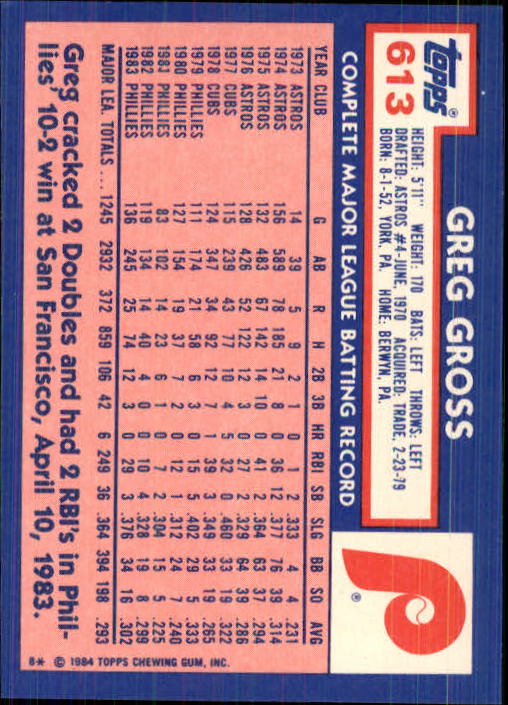 topps®
613
GREG GROSS
HEIGHT: 5'11" WEIGHT: 170 BATS: LEFT THROWS: LEFT
DRAFTED: ASTROS #4-JUNE, 1970 ACQUIRED: TRADE, 2-23-79
BORN: 8-1-52, YORK, PA. HOME: BERWYN, PA.
P®
COMPLETE MAJOR LEAGUE BATTING RECORD
YEAR CLUB G AB R H 2B 3B HR RBI SB SLG BB SO AVG
1973 ASTROS 14 39 5 9 2 1 0 1 2 .333 4 4 .231
1974 ASTROS 156 589 78 185 21 8 0 36 12 .377 76 39 .314
1975 ASTROS 132 483 67 142 14 10 0 41 2 .364 63 37 .294
1976 ASTROS 128 426 52 122 12 3 0 27 2 .329 64 39 .286
1977 CUBS 115 239 43 77 10 4 5 32 0 .460 33 19 .322
1978 CUBS 124 347 34 92 12 7 1 39 3 .349 33 19 .265
1979 PHILLIES 111 174 21 58 6 3 0 15 5 .402 29 5 .333
1980 PHILLIES 127 154 19 37 7 2 0 12 1 .312 24 7 .240
1981 PHILLIES 83 102 14 23 6 1 0 7 2 .304 15 5 .225
1982 PHILLIES 119 134 14 40 4 0 0 10 4 .328 19 8 .299
1983 PHILLIES 136 245 25 74 12 3 0 29 3 .376 34 16 .302
MAJOR LEA. TOTALS ... 1245 2932 372 859 106 42 6 249 36 .364 394 198 .293
Greg cracked 2 Doubles and had 2 RBI's in Phil-
lies' 10-2 win at San Francisco, April 10, 1983.
8* © 1984 TOPPS CHEWING GUM, INC.